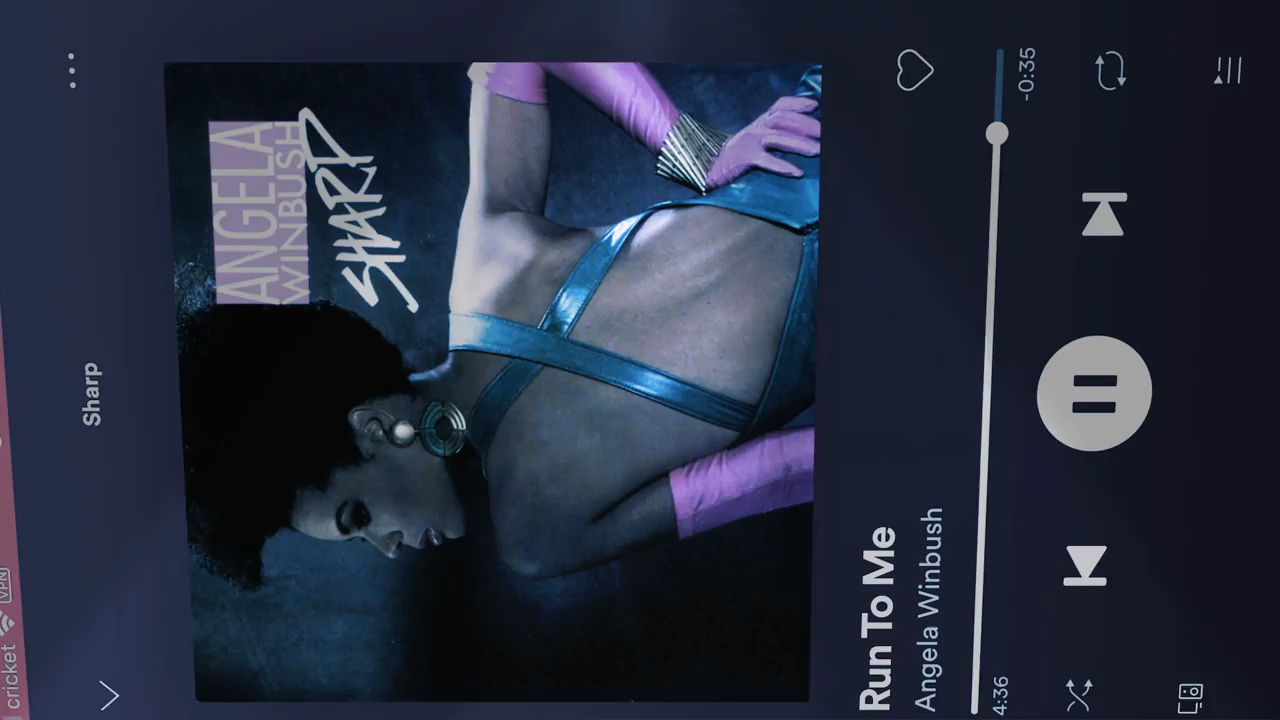 cricket VPN
Sharp
ANGELA
WINBUSH
SHARP
Run To Me
Angela Winbush
4:36
-0:35